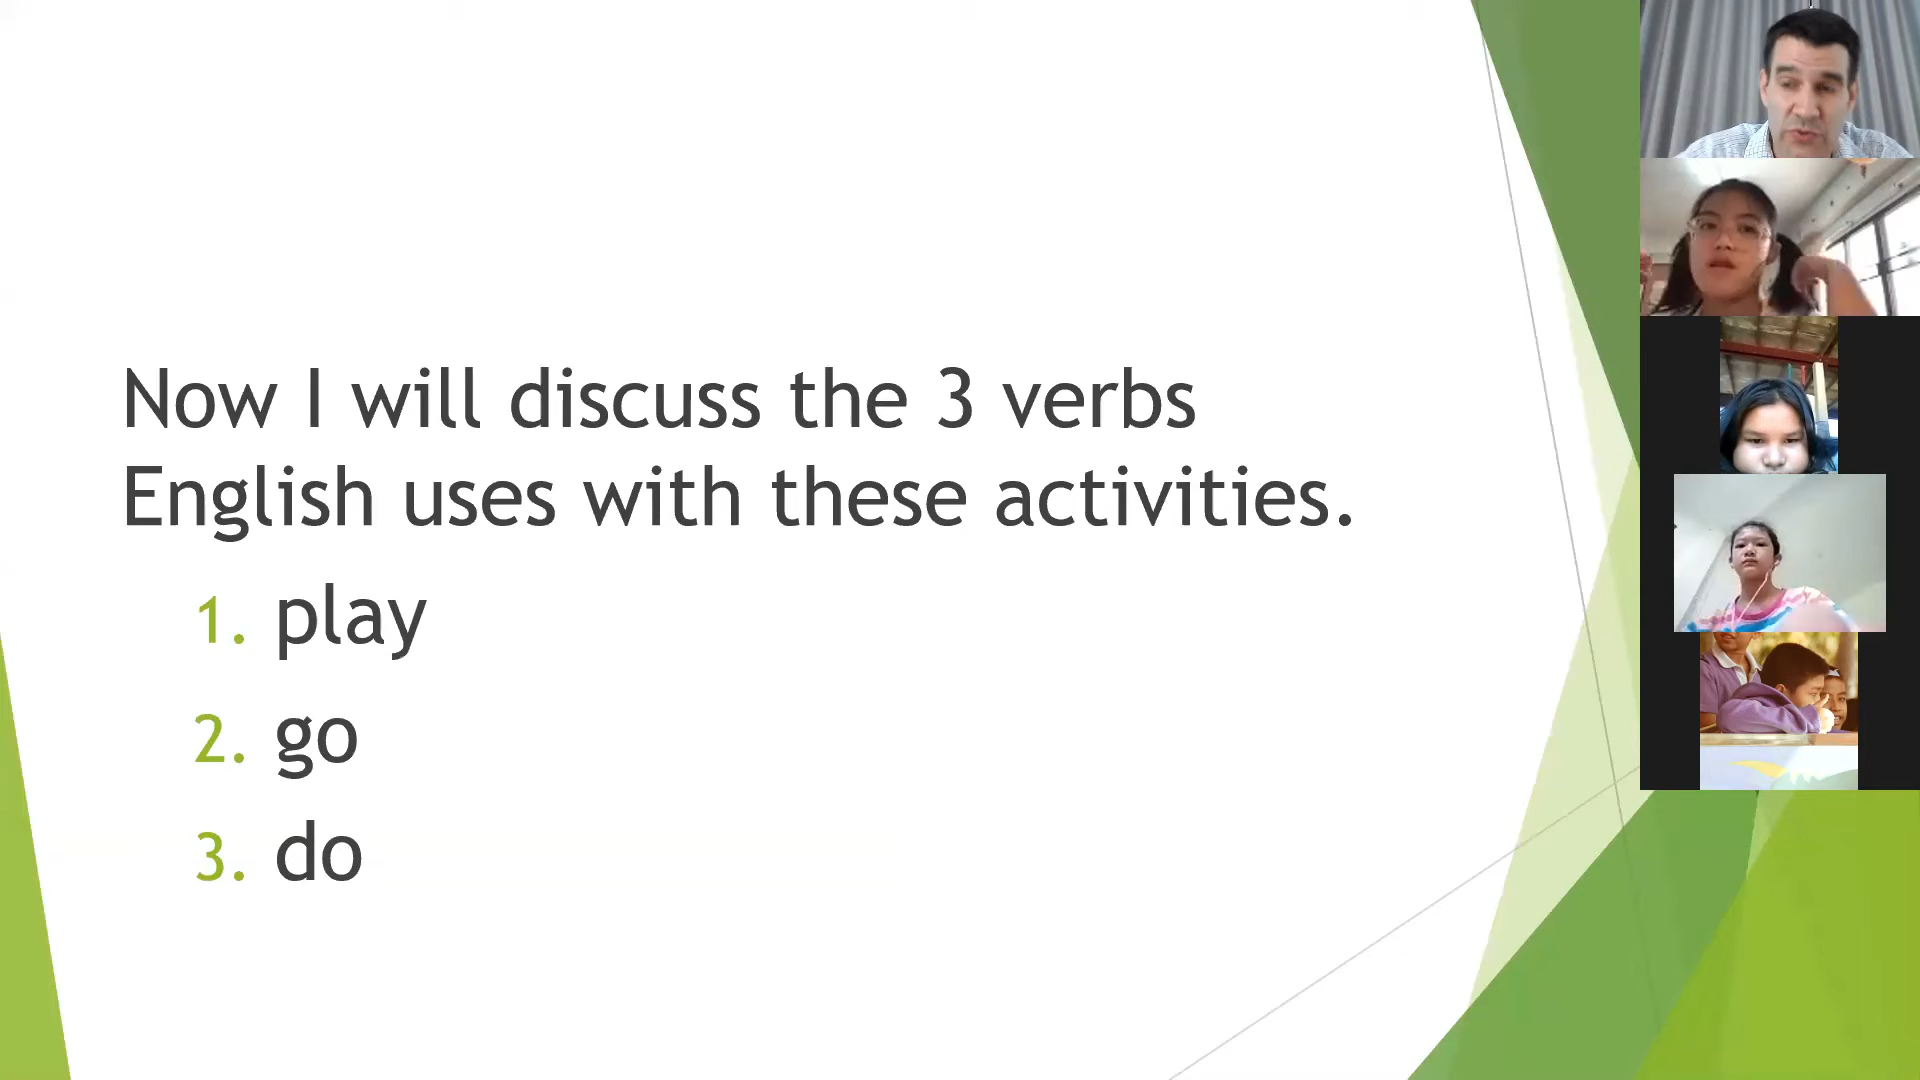 Now I will discuss the 3 verbs
English uses with these activities.
1. play
2. go
3. do